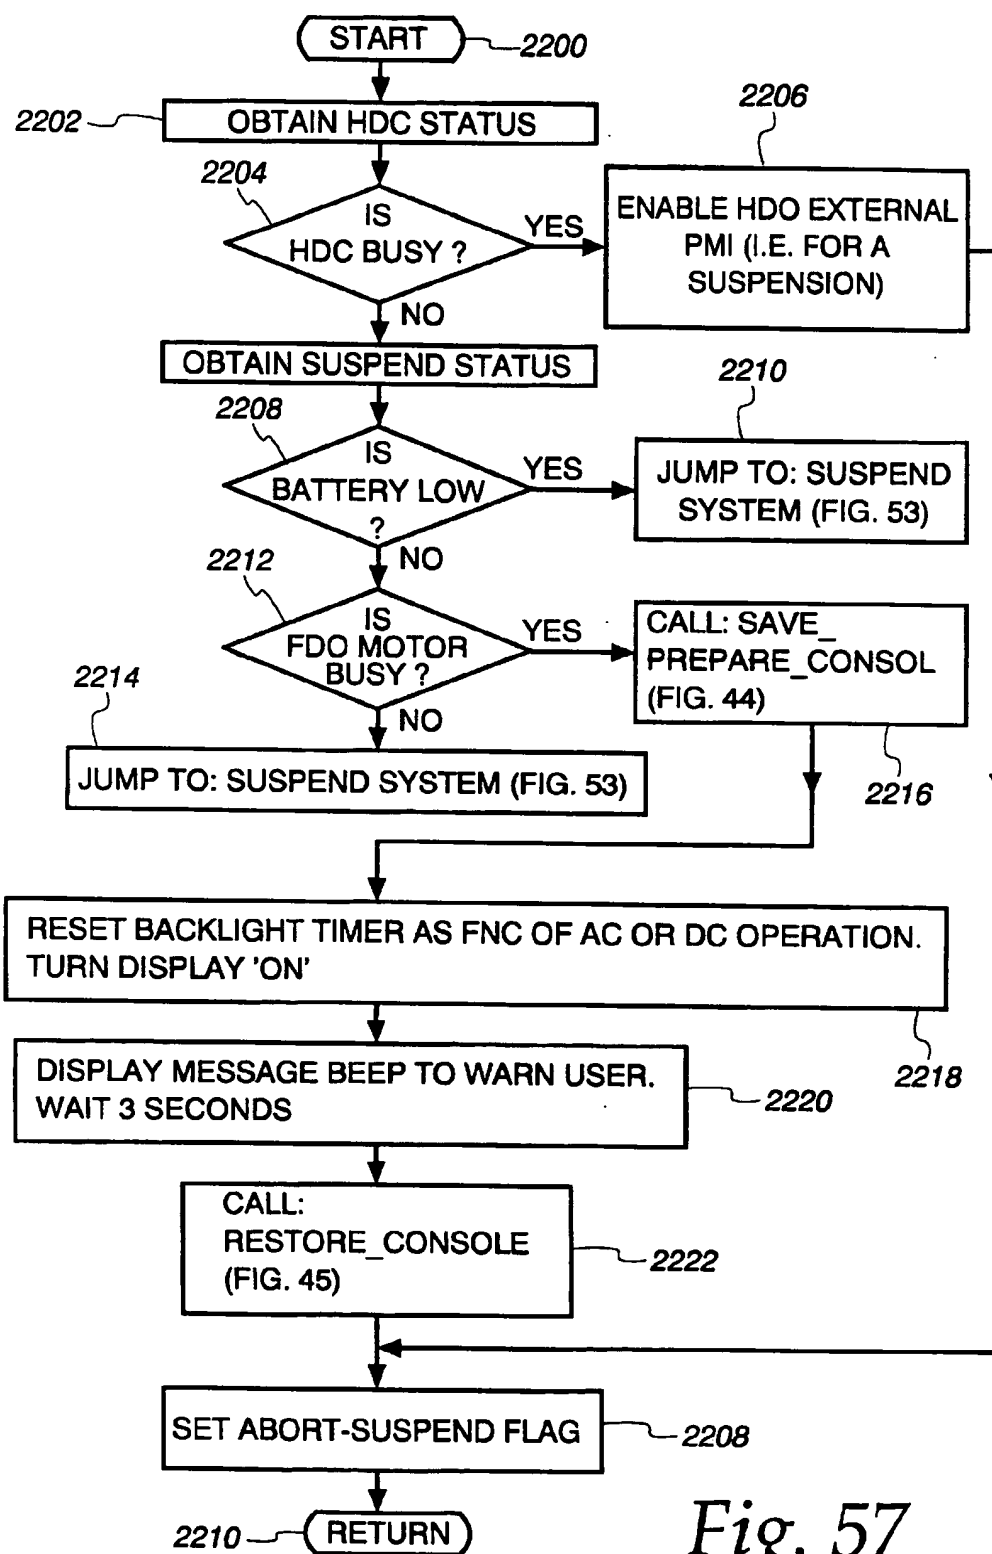 START
2200
2202
OBTAIN HDC STATUS
2206
2204
IS
HDC BUSY ?
YES
ENABLE HDO EXTERNAL
PMI (I.E. FOR A
SUSPENSION)
NO
OBTAIN SUSPEND STATUS
2210
2208
IS
BATTERY LOW
?
YES
JUMP TO: SUSPEND
SYSTEM (FIG. 53)
NO
2212
IS
FDO MOTOR
BUSY ?
YES
CALL: SAVE_
PREPARE_CONSOL
(FIG. 44)
2214
NO
2216
JUMP TO: SUSPEND SYSTEM (FIG. 53)
RESET BACKLIGHT TIMER AS FNC OF AC OR DC OPERATION.
TURN DISPLAY 'ON'
2218
DISPLAY MESSAGE BEEP TO WARN USER.
WAIT 3 SECONDS
2220
CALL:
RESTORE_CONSOLE
(FIG. 45)
2222
SET ABORT-SUSPEND FLAG
2208
2210
RETURN
Fig. 57